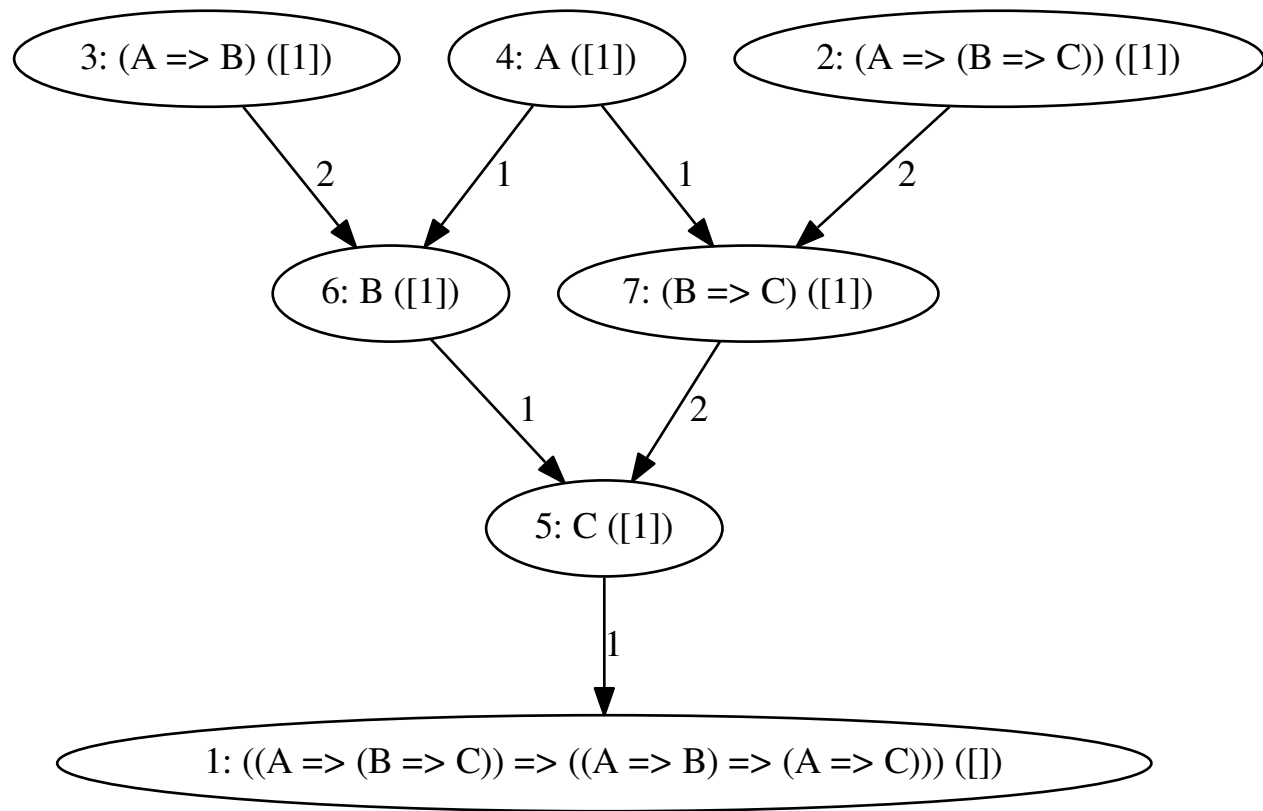 3: (A => B) ([1]) 4: A ([1]) 2: (A => (B => C)) ([1])
2 1 1 2
6: B ([1]) 7: (B => C) ([1])
1 2
5: C ([1])
1
1: ((A => (B => C)) => ((A => B) => (A => C))) ([])